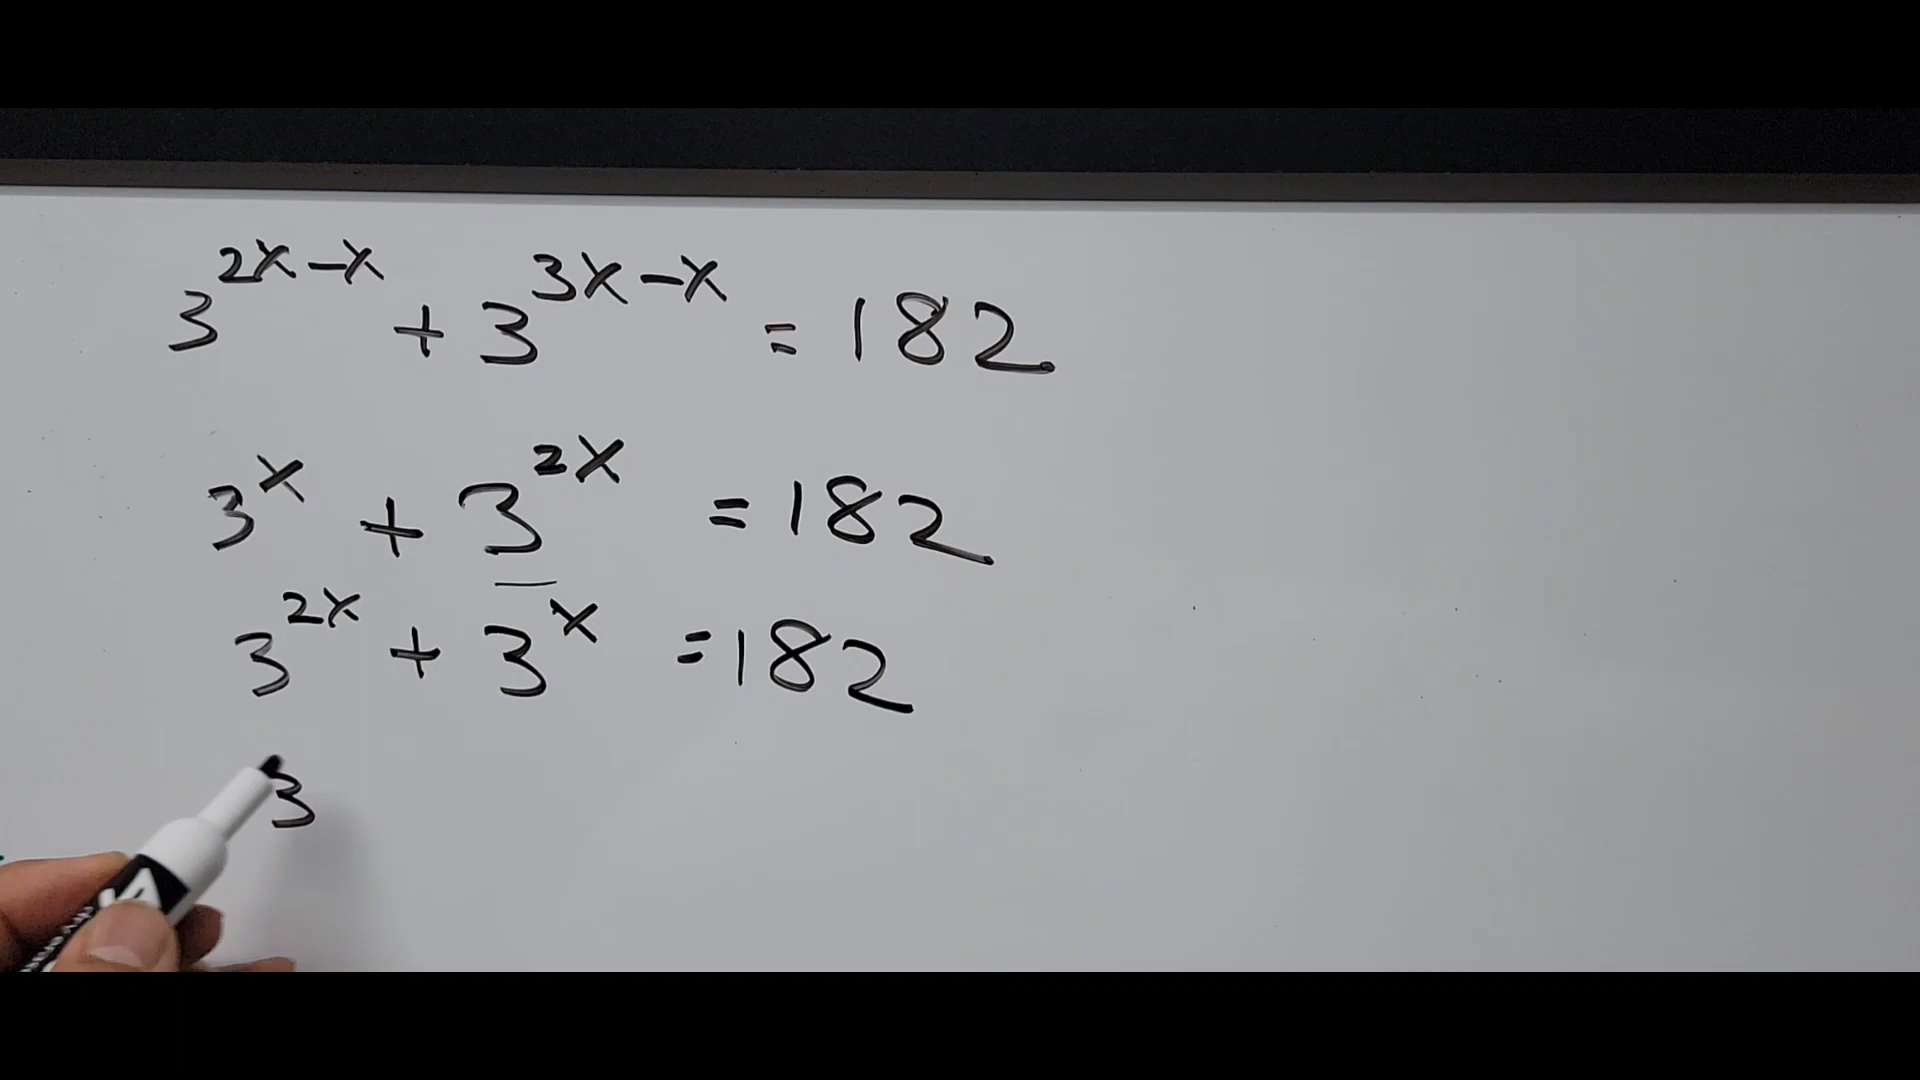 3^{2x-x} + 3^{3x-x} = 182
3^x + 3^{2x} = 182
3^{2x} + 3^x = 182
3